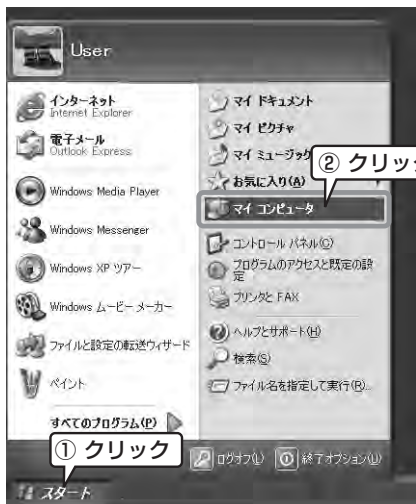 User
インターネット
Internet Explorer
電子メール
Outlook Express
Windows Media Player
Windows Messenger
Windows XP ツアー
Windows ムービー メーカー
ファイルと設定の転送ウィザード
ペイント
すべてのプログラム(P)
マイ ドキュメント
マイ ピクチャ
マイ ミュージック
お気に入り(A)
② クリック
マイ コンピュータ
コントロール パネル(C)
プログラムのアクセスと既定の設
定
プリンタと FAX
ヘルプとサポート(H)
検索(S)
ファイル名を指定して実行(R)...
① クリック
ログオフ(L)
終了オプション(U)
スタート